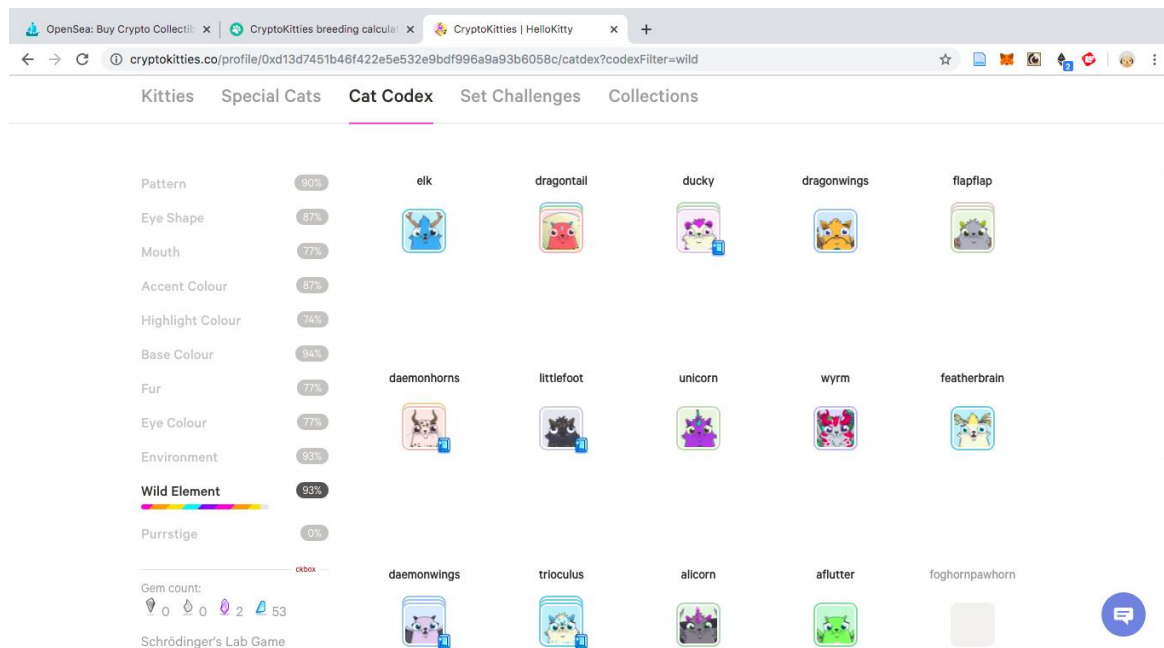 OpenSea: Buy Crypto Collectib
CryptoKitties breeding calculat
CryptoKitties | HelloKitty
cryptokitties.co/profile/0xd13d7451b46f422e5e532e9bdf996a9a93b6058c/catdex?codexFilter=wild
2
Kitties Special Cats Cat Codex Set Challenges Collections
Pattern 90%
Eye Shape 87%
Mouth 77%
Accent Colour 87%
Highlight Colour 74%
Base Colour 94%
Fur 77%
Eye Colour 77%
Environment 93%
Wild Element 93%
Purrstige 0%
ckbox
Gem count:
0 0 2 53
Schrödinger's Lab Game
elk dragontail ducky dragonwings flapflap
daemonhorns littlefoot unicorn wyrm featherbrain
daemonwings trioculus alicorn aflutter foghornpawhorn